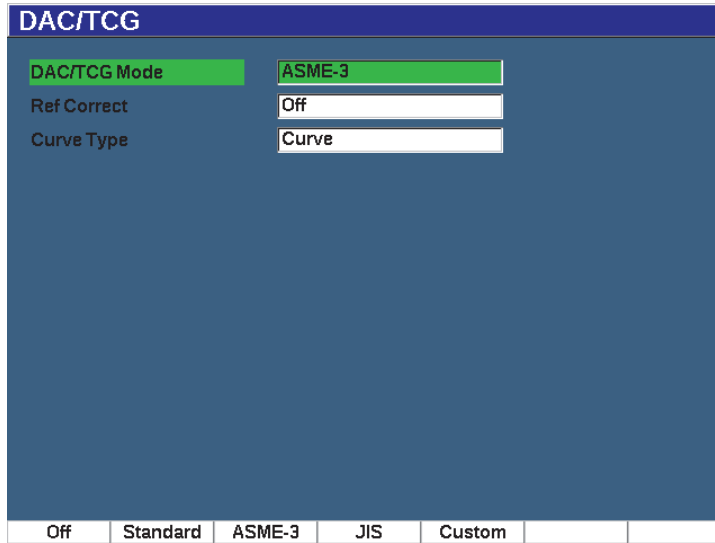 DAC/TCG
DAC/TCG Mode ASME-3
Ref Correct Off
Curve Type Curve
Off Standard ASME-3 JIS Custom